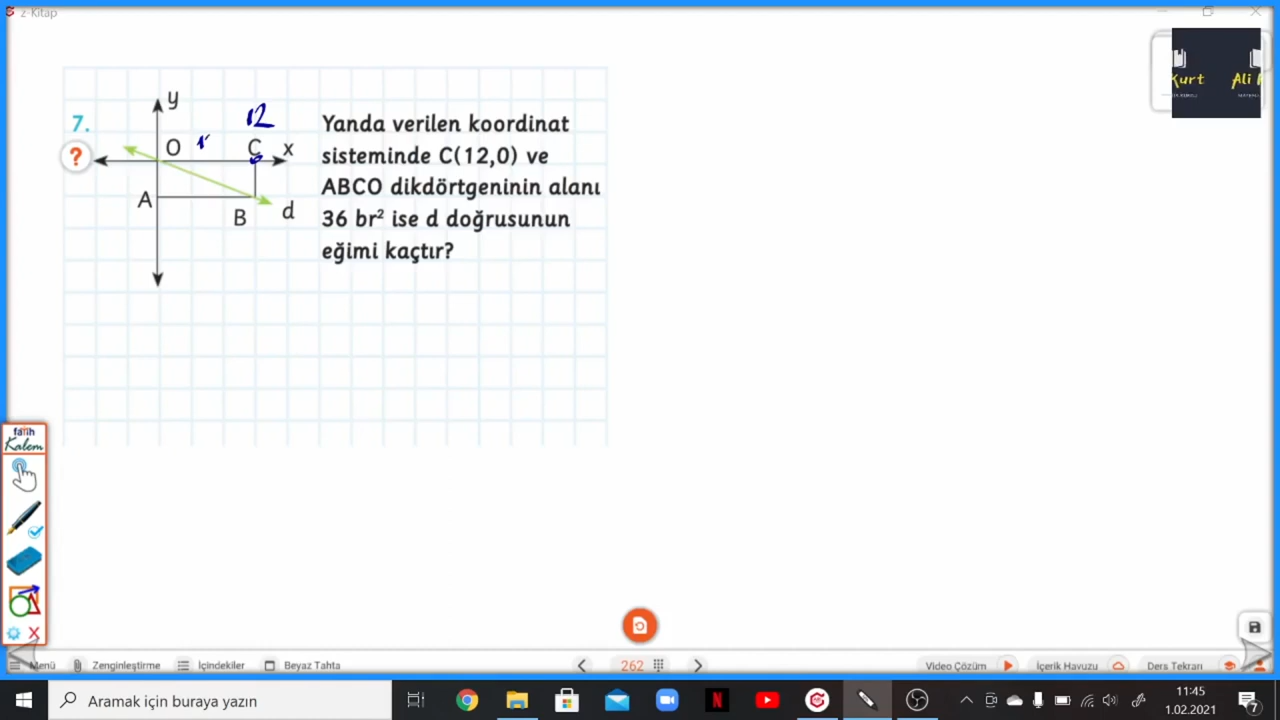 z-Kitap
Kurt
Ali
7.
?
y
12
O
C
x
A
B
d
Yanda verilen koordinat
sisteminde C(12,0) ve
ABCO dikdörtgeninin alanı
36 br² ise d doğrusunun
eğimi kaçtır?
fatih
Kalem
Menü
Zenginleştirme
İçindekiler
Beyaz Tahta
262
Video Çözüm
İçerik Havuzu
Ders Tekrarı
Aramak için buraya yazın
11:45
1.02.2021
7